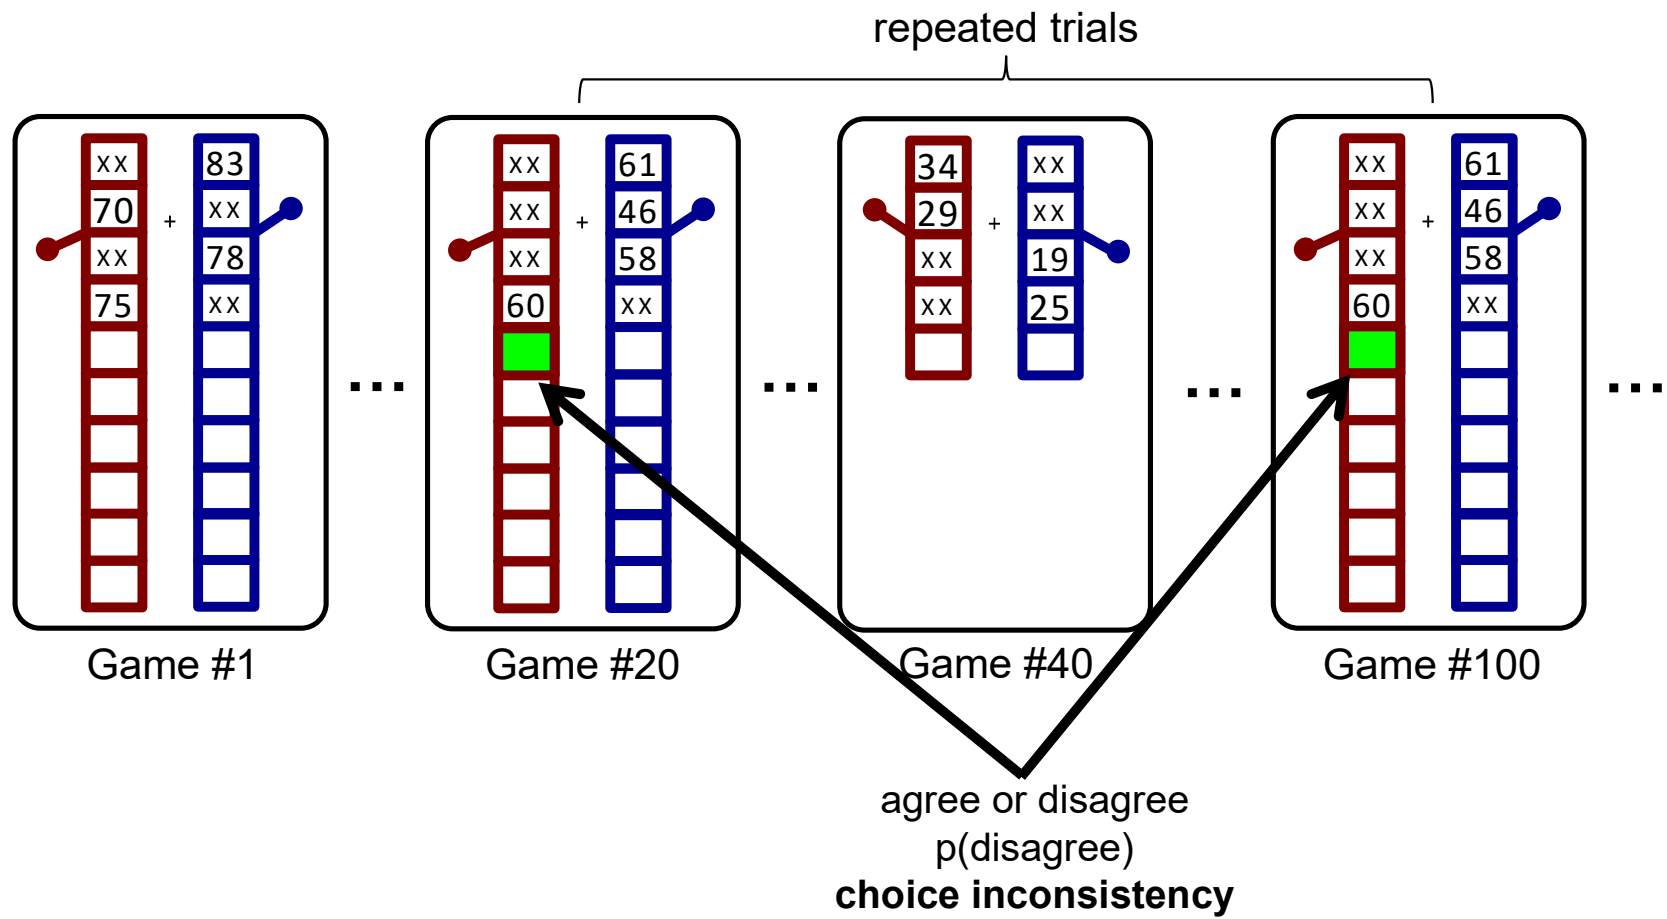 repeated trials
xx 83 xx 61 34 xx xx 61
70 + xx xx + 46 29 + xx xx + 46
xx 78 xx 58 xx 19 xx 58
75 xx 60 xx xx 25 60 xx
... ... ... ...
Game #1 Game #20 Game #40 Game #100
agree or disagree
p(disagree)
choice inconsistency